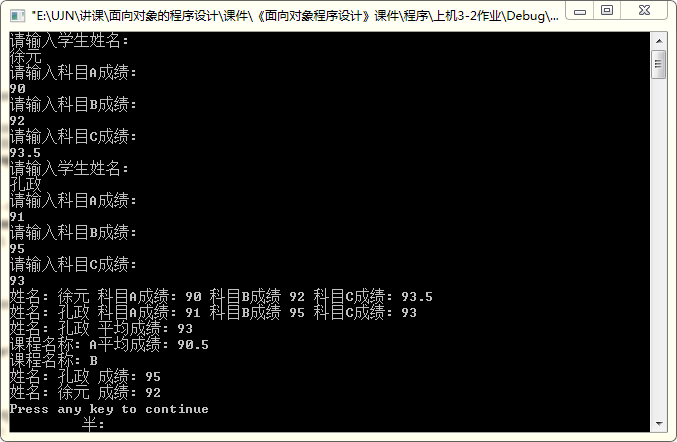 "E:\UJN\讲课\面向对象的程序设计\课件\《面向对象程序设计》课件\程序\上机3-2作业\Debug\...
请输入学生姓名:
徐元
请输入科目A成绩:
90
请输入科目B成绩:
92
请输入科目C成绩:
93.5
请输入学生姓名:
孔政
请输入科目A成绩:
91
请输入科目B成绩:
95
请输入科目C成绩:
93
姓名: 徐元 科目A成绩: 90 科目B成绩 92 科目C成绩: 93.5
姓名: 孔政 科目A成绩: 91 科目B成绩 95 科目C成绩: 93
姓名: 孔政 平均成绩: 93
课程名称: A平均成绩: 90.5
课程名称: B
姓名: 孔政 成绩: 95
姓名: 徐元 成绩: 92
Press any key to continue
半: